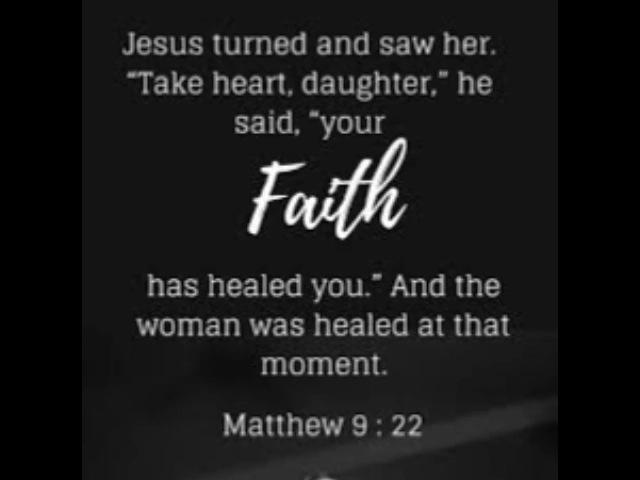 Jesus turned and saw her.
“Take heart, daughter,” he
said, “your
Faith
has healed you.” And the
woman was healed at that
moment.
Matthew 9 : 22